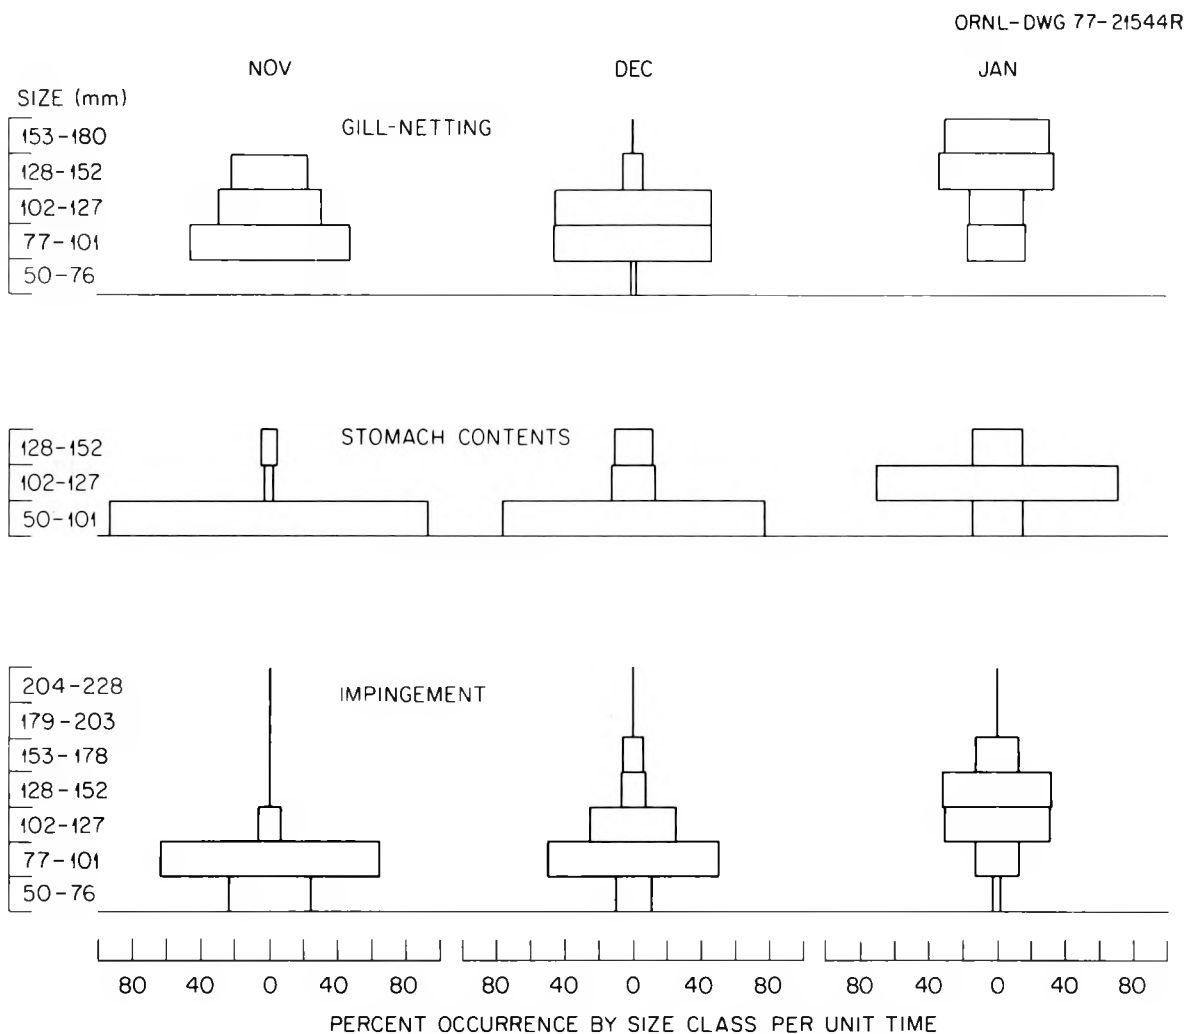 ORNL-DWG 77-21544R
NOV DEC JAN
SIZE (mm)
GILL-NETTING
153-180
128-152
102-127
77-101
50-76
STOMACH CONTENTS
128-152
102-127
50-101
IMPINGEMENT
204-228
179-203
153-178
128-152
102-127
77-101
50-76
80 40 0 40 80 80 40 0 40 80 80 40 0 40 80
PERCENT OCCURRENCE BY SIZE CLASS PER UNIT TIME